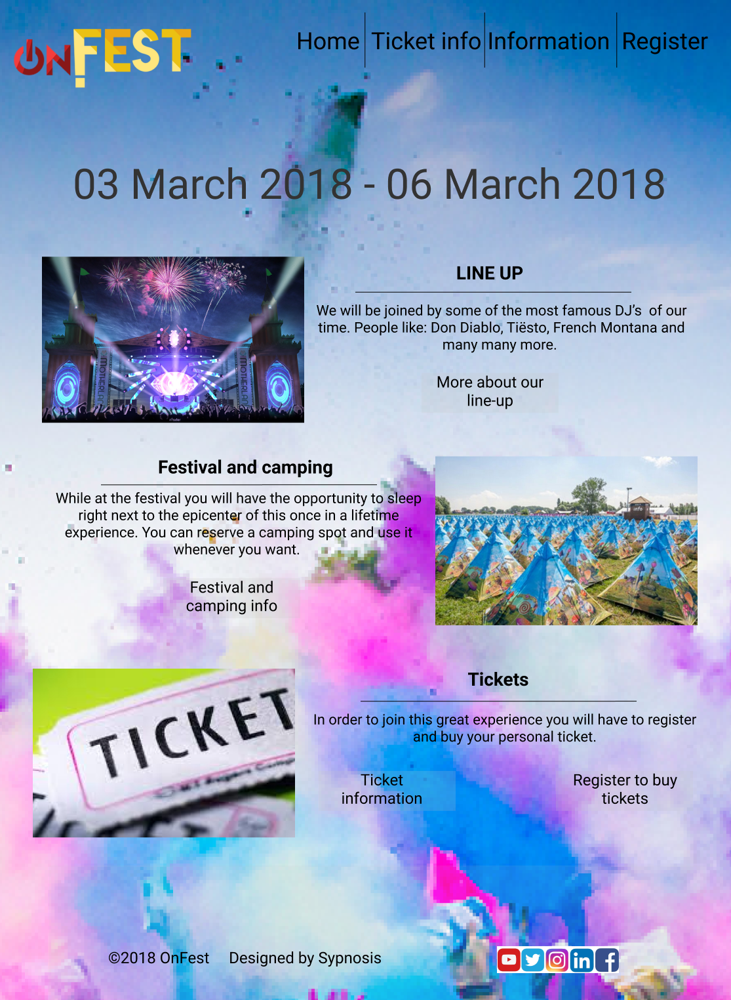 ONFEST
Home
Ticket info
Information
Register
03 March 2018 - 06 March 2018
LINE UP
We will be joined by some of the most famous DJ's of our
time. People like: Don Diablo, Tiësto, French Montana and
many many more.
More about our
line-up
MOTHERLAND
MOTHERLAND
Festival and camping
While at the festival you will have the opportunity to sleep
right next to the epicenter of this once in a lifetime
experience. You can reserve a camping spot and use it
whenever you want.
Festival and
camping info
info
TICKET
Tickets
In order to join this great experience you will have to register
and buy your personal ticket.
Ticket
information
Register to buy
tickets
©2018 OnFest
Designed by Sypnosis
in
f